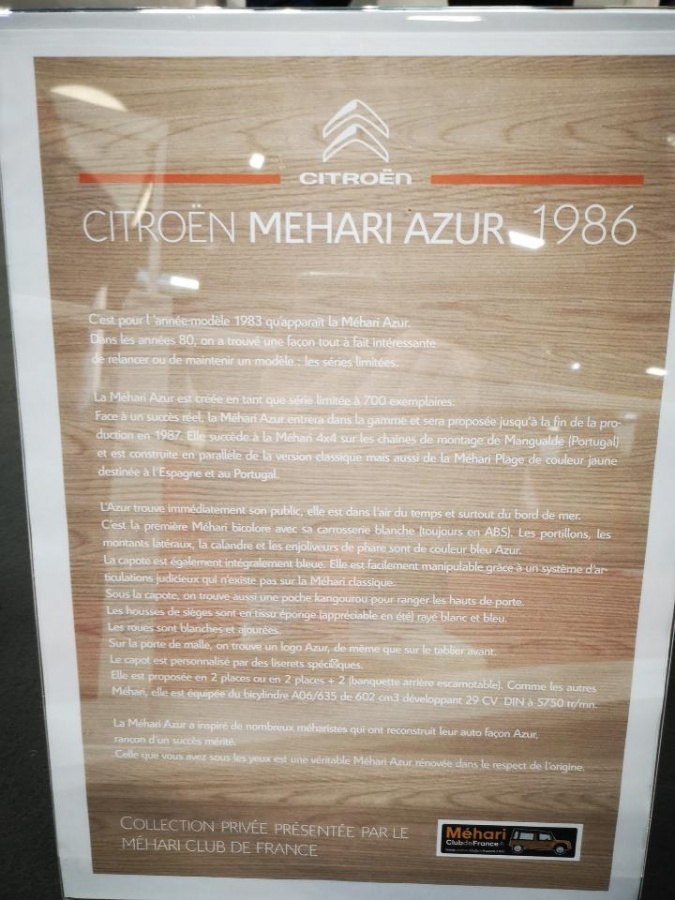 CITROËN
CITROËN MEHARI AZUR 1986
C'est pour l'année-modèle 1983 qu'apparaît la Méhari Azur.
Dans les années 80, on a trouvé une façon tout à fait intéressante
de relancer ou de maintenir un modèle : les séries limitées.
La Méhari Azur est créée en tant que série limitée à 700 exemplaires.
Face à un succès réel, la Méhari Azur entrera dans la gamme et sera proposée jusqu'à la fin de la pro-
duction en 1987. Elle succède à la Méhari 4x4 sur les chaînes de montage de Mangualde (Portugal)
et est construite en parallèle de la version classique mais aussi de la Méhari Plage de couleur jaune
destinée à l'Espagne et au Portugal.
L'Azur trouve immédiatement son public, elle est dans l'air du temps et surtout du bord de mer.
C'est la première Méhari bicolore avec sa carrosserie blanche (toujours en ABS). Les portillons, les
montants latéraux, la calandre et les enjoliveurs de phare sont de couleur bleu Azur.
La capote est également intégralement bleue. Elle est facilement manipulable grâce à un système d'ar-
ticulations judicieux qui n'existe pas sur la Méhari classique.
Sous la capote, on trouve aussi une poche kangourou pour ranger les hauts de porte.
Les housses de sièges sont en tissu éponge (appréciable en été) rayé blanc et bleu.
Les roues sont blanches et ajourées.
Sur la porte de malle, on trouve un logo Azur, de même que sur le tablier avant.
Le capot est personnalisé par des liserets spécifiques.
Elle est proposée en 2 places ou en 2 places + 2 (banquette arrière escamotable). Comme les autres
Méhari, elle est équipée du bicylindre A06/635 de 602 cm3 développant 29 CV DIN à 5750 tr/mn.
La Méhari Azur a inspiré de nombreux méharistes qui ont reconstruit leur auto façon Azur,
rançon d'un succès mérité.
Celle que vous avez sous les yeux est une véritable Méhari Azur rénovée dans le respect de l'origine.
COLLECTION PRIVÉE PRÉSENTÉE PAR LE
MÉHARI CLUB DE FRANCE
Méhari
ClubdeFrance